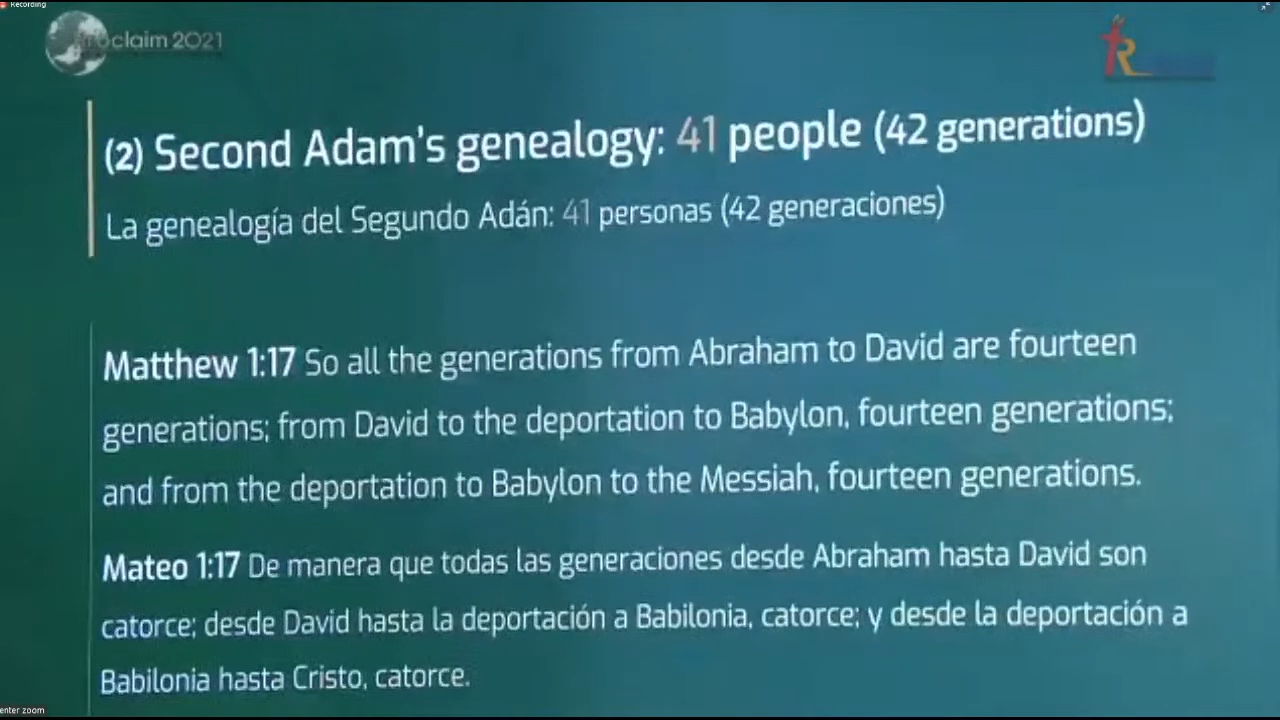 Recording
Proclaim 2021
(2) Second Adam's genealogy: 41 people (42 generations)
La genealogía del Segundo Adán: 41 personas (42 generaciones)
Matthew 1:17 So all the generations from Abraham to David are fourteen
generations; from David to the deportation to Babylon, fourteen generations;
and from the deportation to Babylon to the Messiah, fourteen generations.
Mateo 1:17 De manera que todas las generaciones desde Abraham hasta David son
catorce; desde David hasta la deportación a Babilonia, catorce; y desde la deportación a
Babilonia hasta Cristo, catorce.
enter zoom